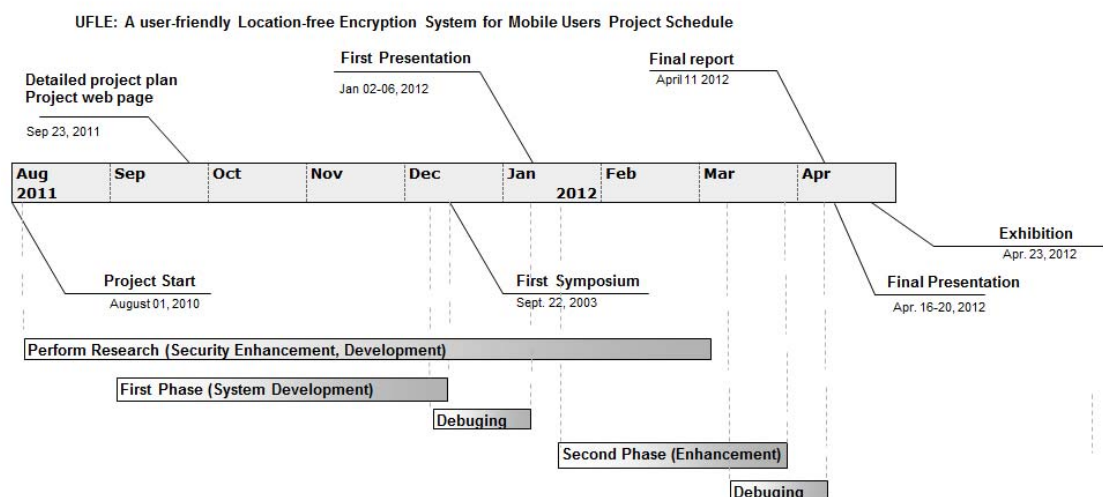 UFLE: A user-friendly Location-free Encryption System for Mobile Users Project Schedule
First Presentation
Jan 02-06, 2012
Final report
April 11 2012
Detailed project plan
Project web page
Sep 23, 2011
Aug
2011
Sep
Oct
Nov
Dec
Jan
2012
Feb
Mar
Apr
Exhibition
Apr. 23, 2012
Project Start
August 01, 2010
First Symposium
Sept. 22, 2003
Final Presentation
Apr. 16-20, 2012
Perform Research (Security Enhancement, Development)
First Phase (System Development)
Debuging
Second Phase (Enhancement)
Debuging